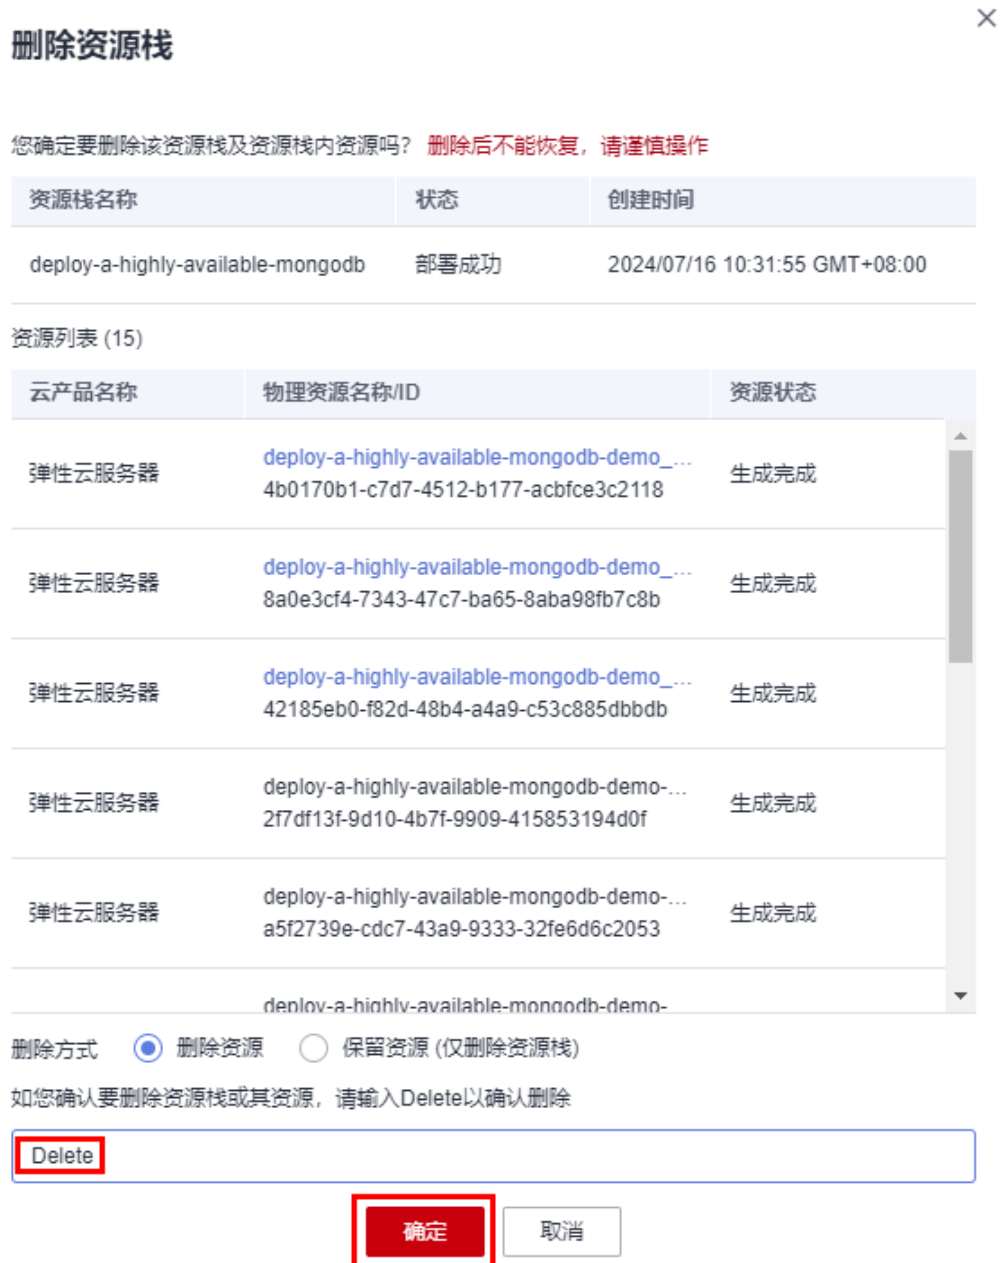 删除资源栈
您确定要删除该资源栈及资源栈内资源吗？ 删除后不能恢复，请谨慎操作
资源栈名称 状态 创建时间
deploy-a-highly-available-mongodb 部署成功 2024/07/16 10:31:55 GMT+08:00
资源列表 (15)
云产品名称 物理资源名称/ID 资源状态
deploy-a-highly-available-mongodb-demo_...
弹性云服务器 生成完成
4b0170b1-c7d7-4512-b177-acbfce3c2118
deploy-a-highly-available-mongodb-demo_...
弹性云服务器 生成完成
8a0e3cf4-7343-47c7-ba65-8aba98fb7c8b
deploy-a-highly-available-mongodb-demo_...
弹性云服务器 生成完成
42185eb0-f82d-48b4-a4a9-c53c885dbbdb
deploy-a-highly-available-mongodb-demo-...
弹性云服务器 生成完成
2f7df13f-9d10-4b7f-9909-415853194d0f
deploy-a-highly-available-mongodb-demo-...
弹性云服务器 生成完成
a5f2739e-cdc7-43a9-9333-32fe6d6c2053
deploy-a-highly-available-mongodb-demo-
删除方式 删除资源 保留资源 (仅删除资源栈)
如您确认要删除资源栈或其资源，请输入Delete以确认删除
Delete
确定 取消